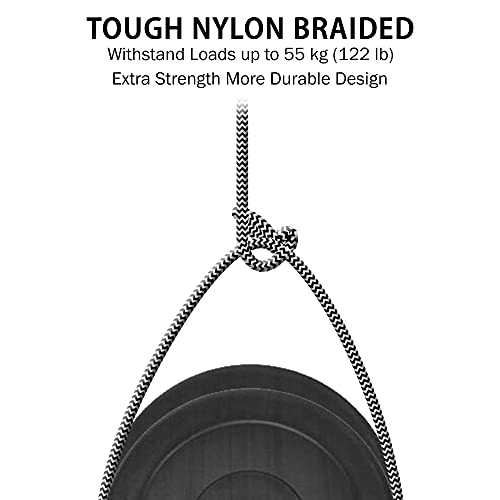 TOUGH NYLON BRAIDED
Withstand Loads up to 55 kg (122 lb)
Extra Strength More Durable Design